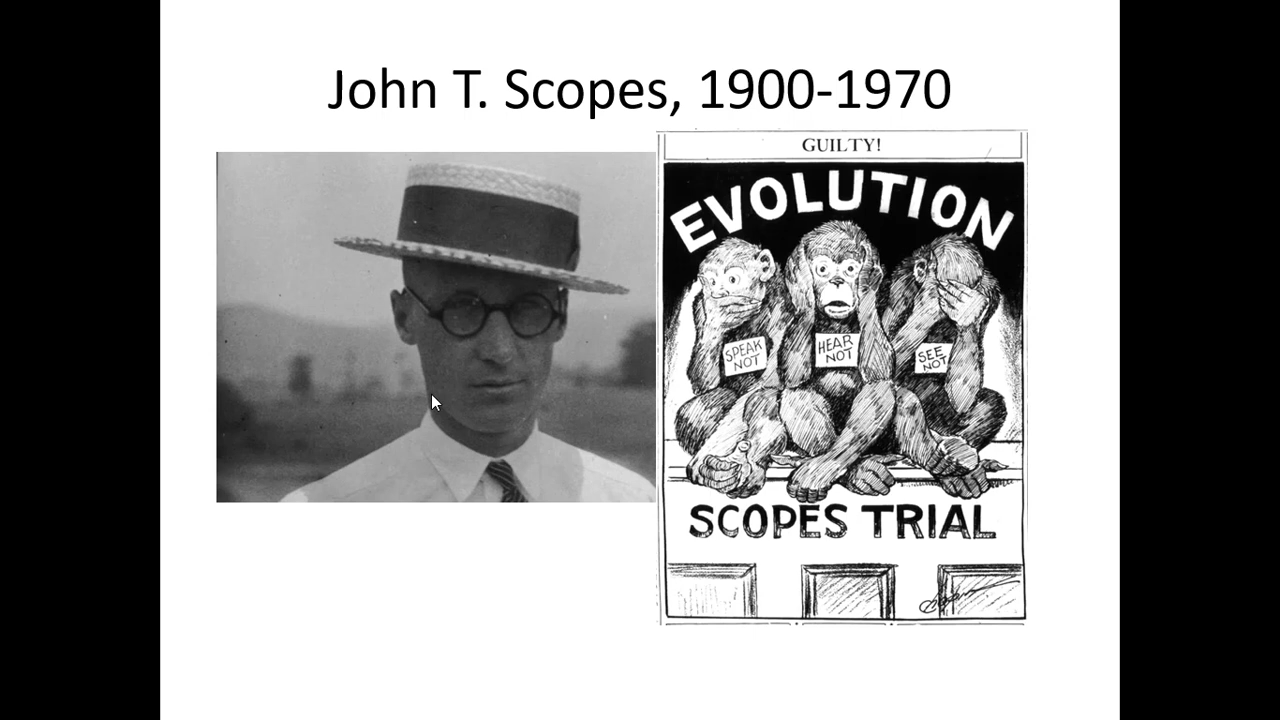 John T. Scopes, 1900-1970
GUILTY!
EVOLUTION
SPEAK
NOT
HEAR
NOT
SEE
NOT
SCOPES TRIAL